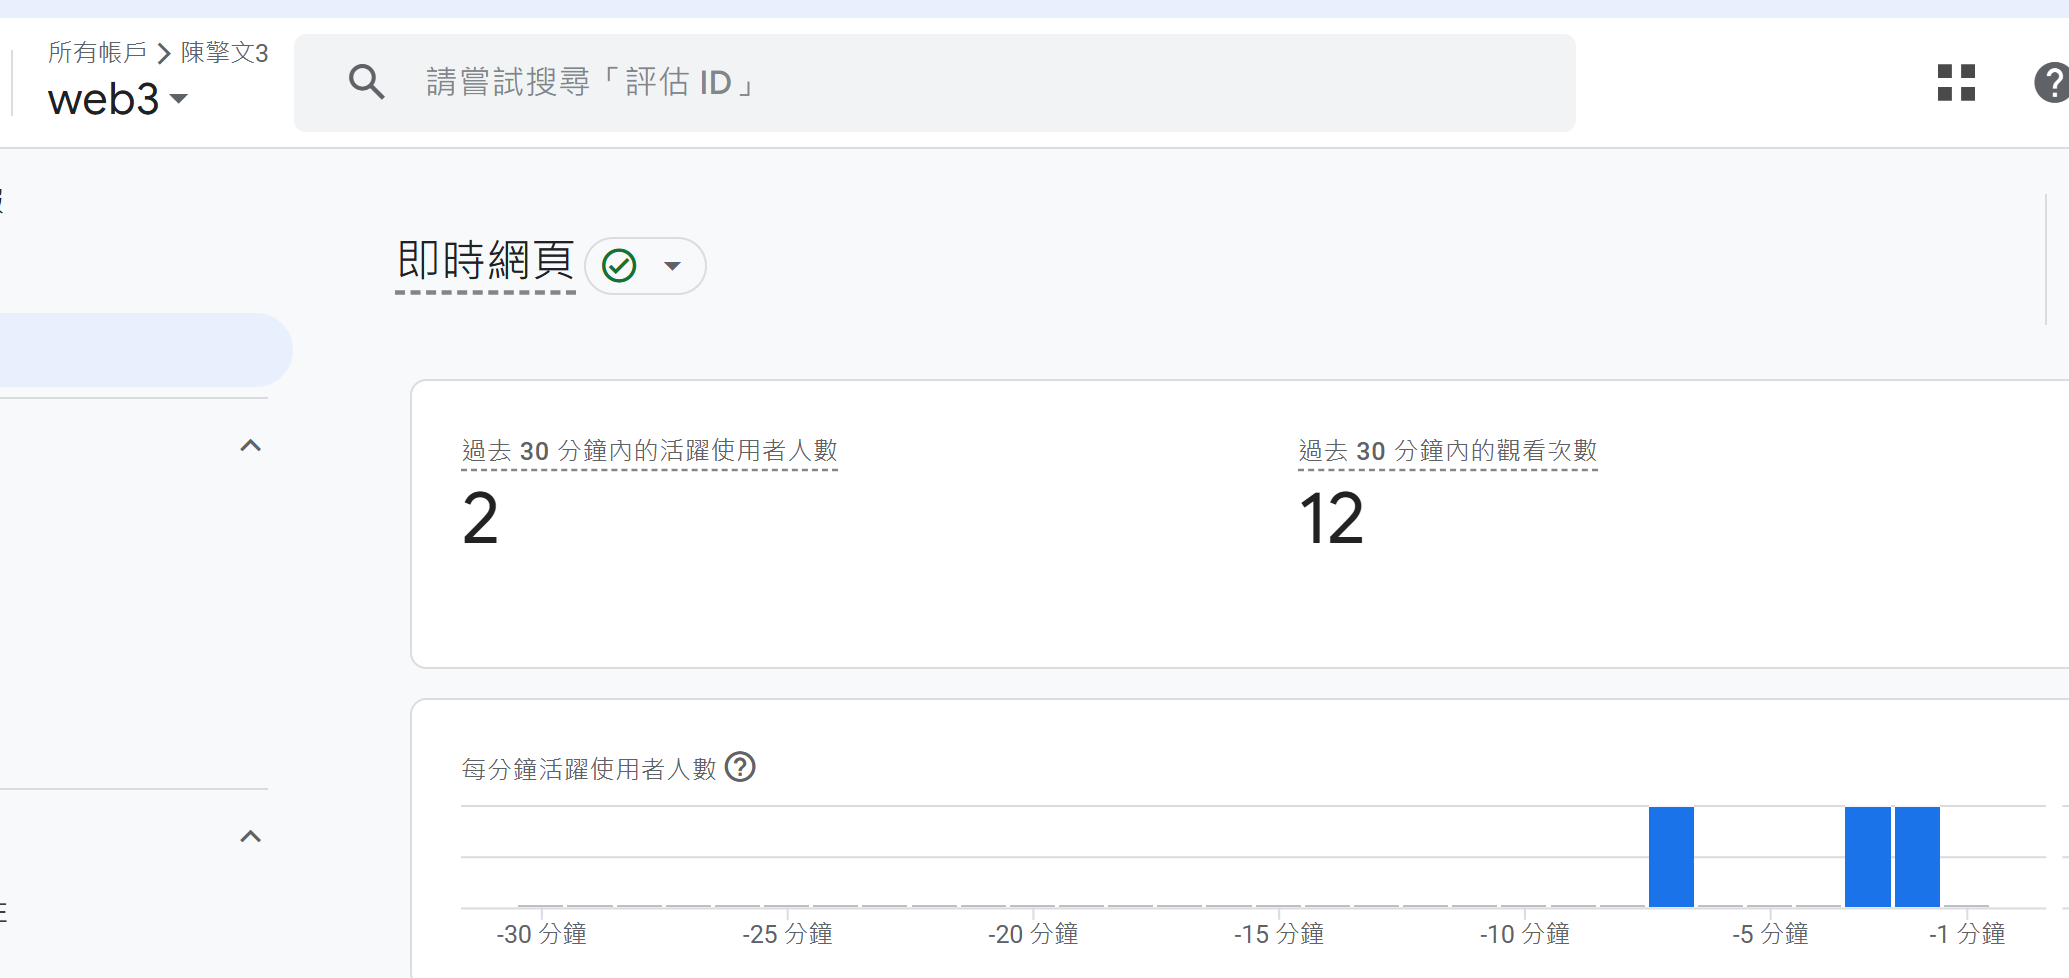 所有帳戶 > 陳擎文3
web3
請嘗試搜尋「評估 ID」
即時網頁
過去 30 分鐘內的活躍使用者人數
2
過去 30 分鐘內的觀看次數
12
每分鐘活躍使用者人數
-30 分鐘
-25 分鐘
-20 分鐘
-15 分鐘
-10 分鐘
-5 分鐘
-1 分鐘